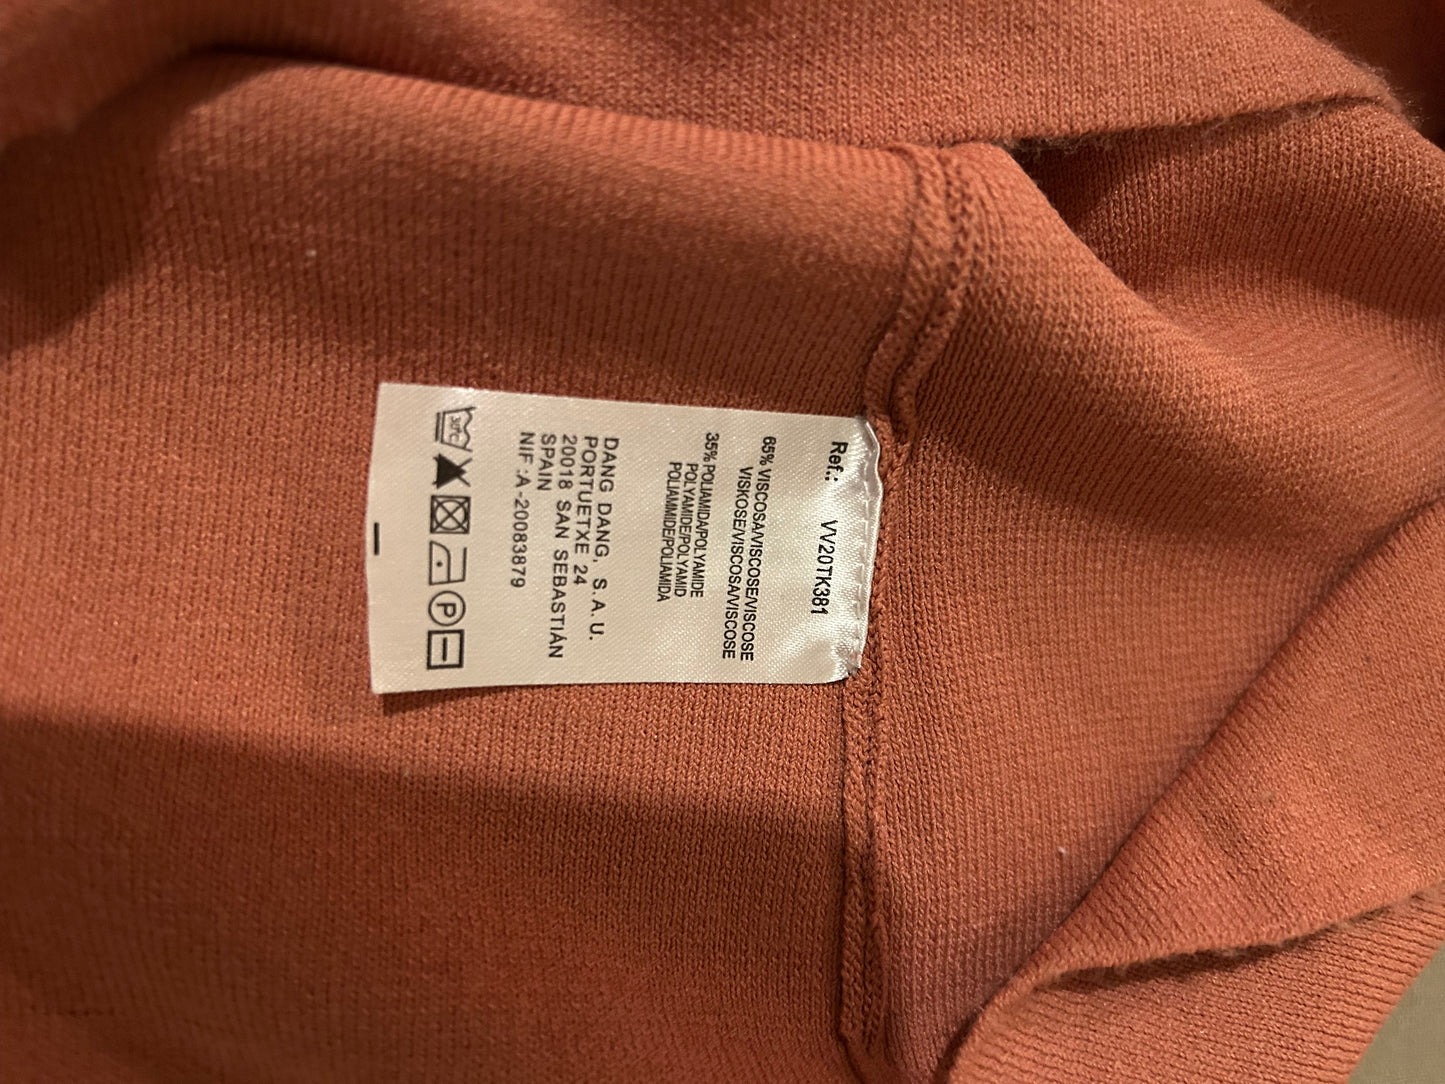 Ref.: VV20TK381
65% VISCOSA/VISCOSE/VISCOSE
VISKOSE/VISCOSA/VISCOSE
35% POLIAMIDA/POLYAMIDE
POLYAMIDE/POLYAMID
POLIAMMIDE/POLIAMIDA
DANG DANG, S.A.U.
PORTUETXE 24
20018 SAN SEBASTIÁN
SPAIN
NIF :A-20083879
30°C
P